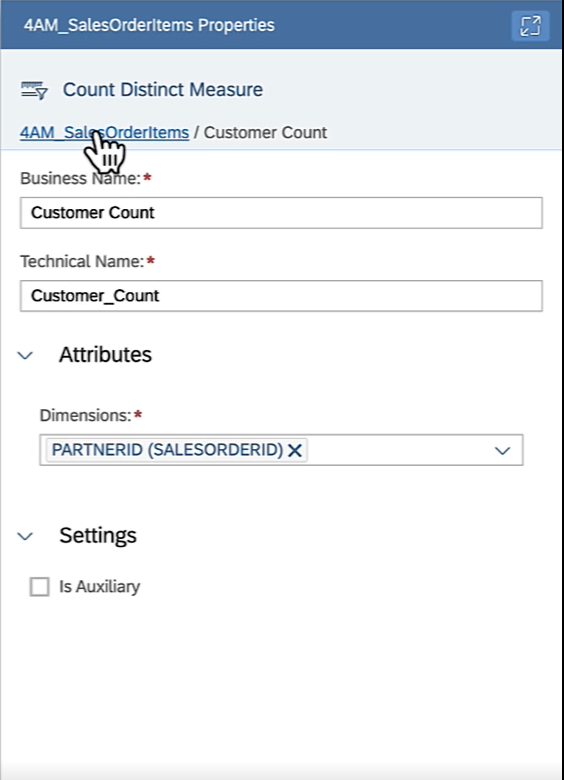 4AM_SalesOrderItems Properties
Count Distinct Measure
4AM_SalesOrderItems / Customer Count
Business Name:*
Customer Count
Technical Name:*
Customer_Count
Attributes
Dimensions:*
PARTNERID (SALESORDERID)
Settings
Is Auxiliary